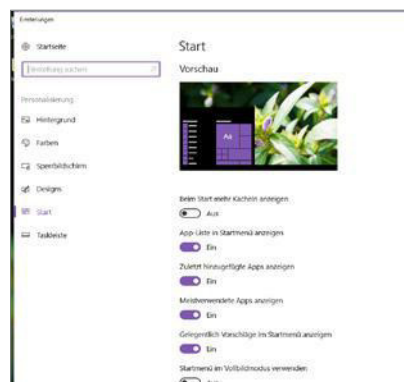 Einstellungen
Startseite
Einstellung suchen
Personalisierung
Hintergrund
Farben
Sperrbildschirm
Designs
Start
Taskleiste
Start
Vorschau
Aa
Beim Start mehr Kacheln anzeigen
Aus
App-Liste in Startmenü anzeigen
Ein
Zuletzt hinzugefügte Apps anzeigen
Ein
Meistverwendete Apps anzeigen
Ein
Gelegentlich Vorschläge im Startmenü anzeigen
Ein
Startmenü im Vollbildmodus verwenden